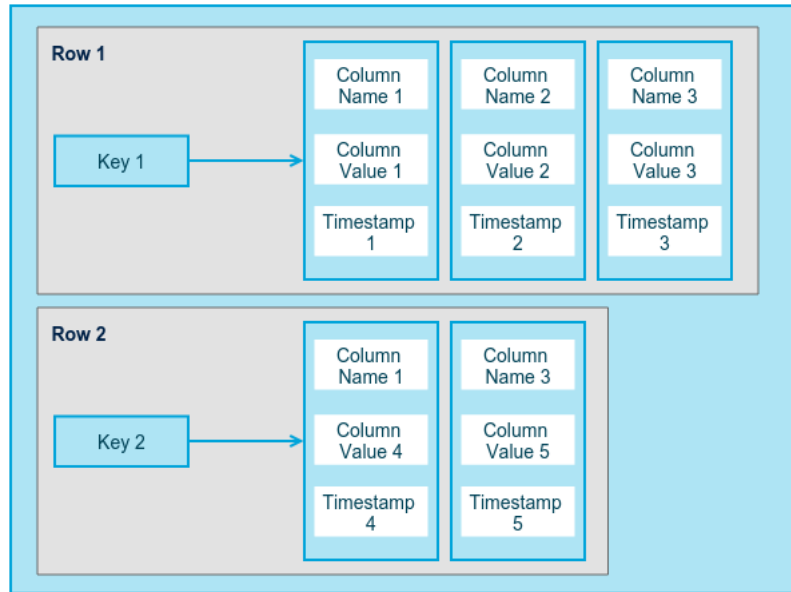 Row 1
Key 1
Column
Name 1
Column
Value 1
Timestamp
1
Column
Name 2
Column
Value 2
Timestamp
2
Column
Name 3
Column
Value 3
Timestamp
3
Row 2
Key 2
Column
Name 1
Column
Value 4
Timestamp
4
Column
Name 3
Column
Value 5
Timestamp
5